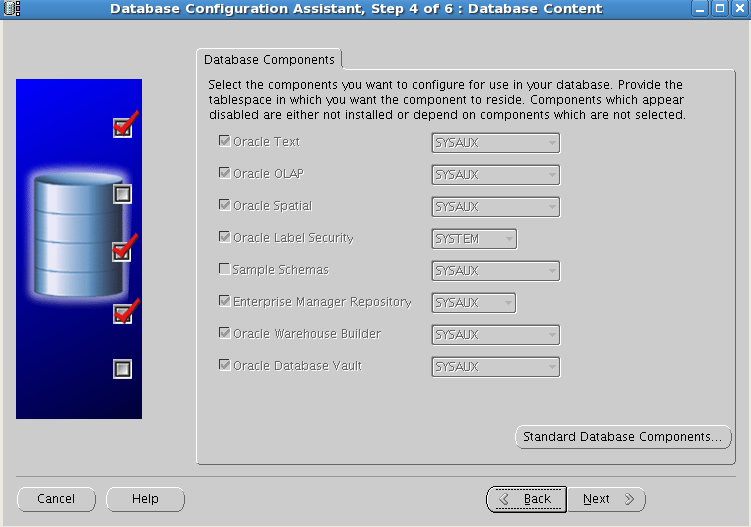 Database Configuration Assistant, Step 4 of 6 : Database Content
Database Components
Select the components you want to configure for use in your database. Provide the
tablespace in which you want the component to reside. Components which appear
disabled are either not installed or depend on components which are not selected.
Oracle Text SYSAUX
Oracle OLAP SYSAUX
Oracle Spatial SYSAUX
Oracle Label Security SYSTEM
Sample Schemas SYSAUX
Enterprise Manager Repository SYSAUX
Oracle Warehouse Builder SYSAUX
Oracle Database Vault SYSAUX
Standard Database Components...
Cancel Help Back Next